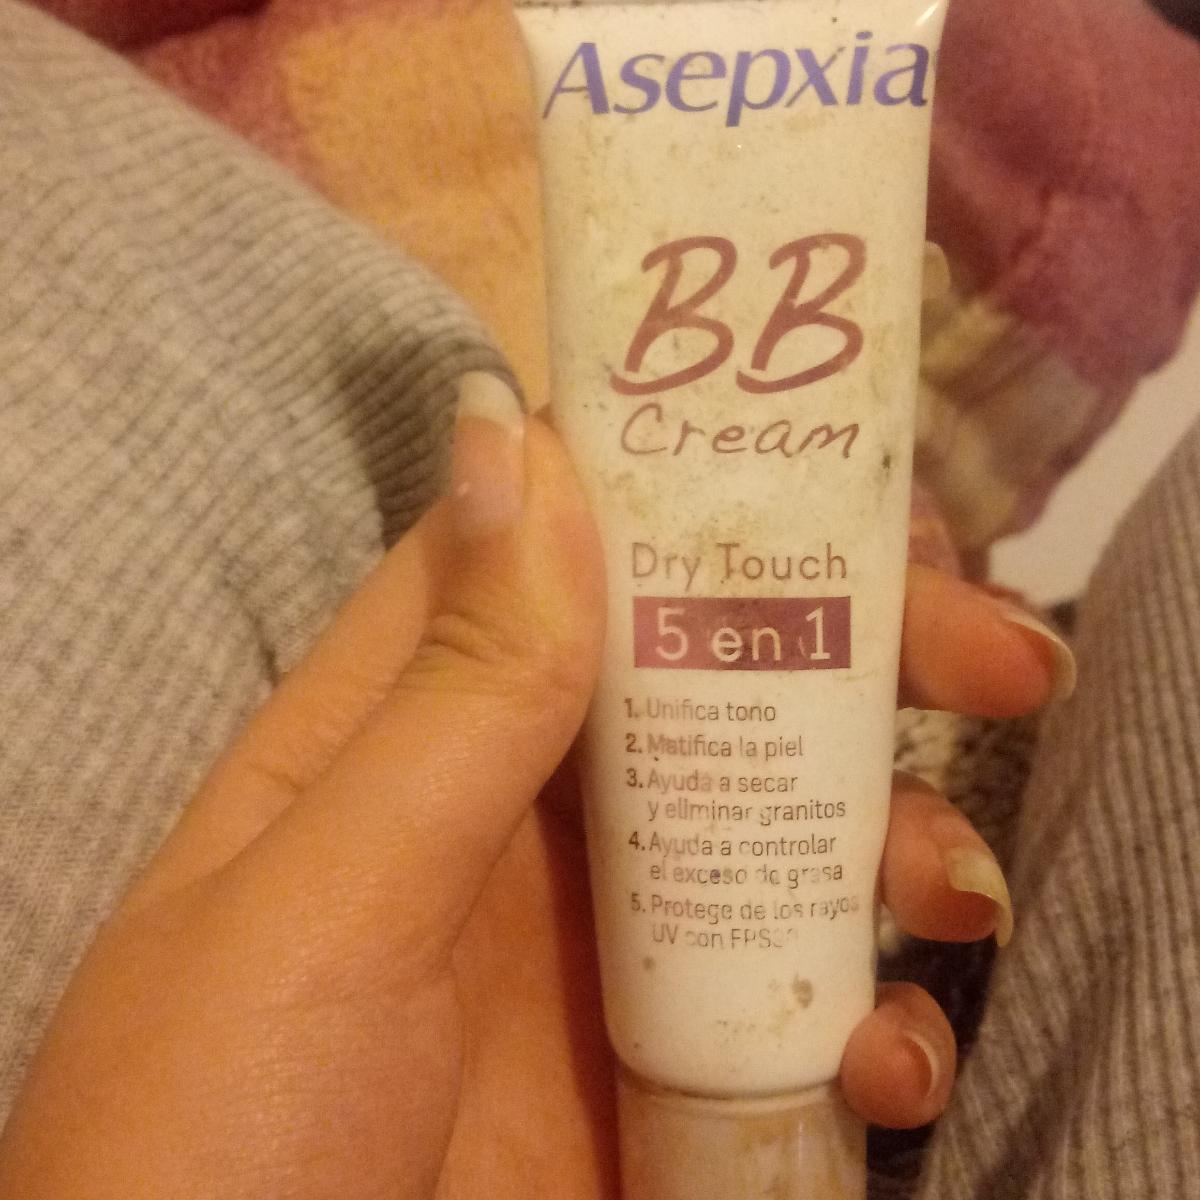 Asepxia
BB
Cream
Dry Touch
5 en 1
1. Unifica tono
2. Matifica la piel
3. Ayuda a secar
y eliminar granitos
4. Ayuda a controlar
el exceso de grasa
5. Protege de los rayos
UV con